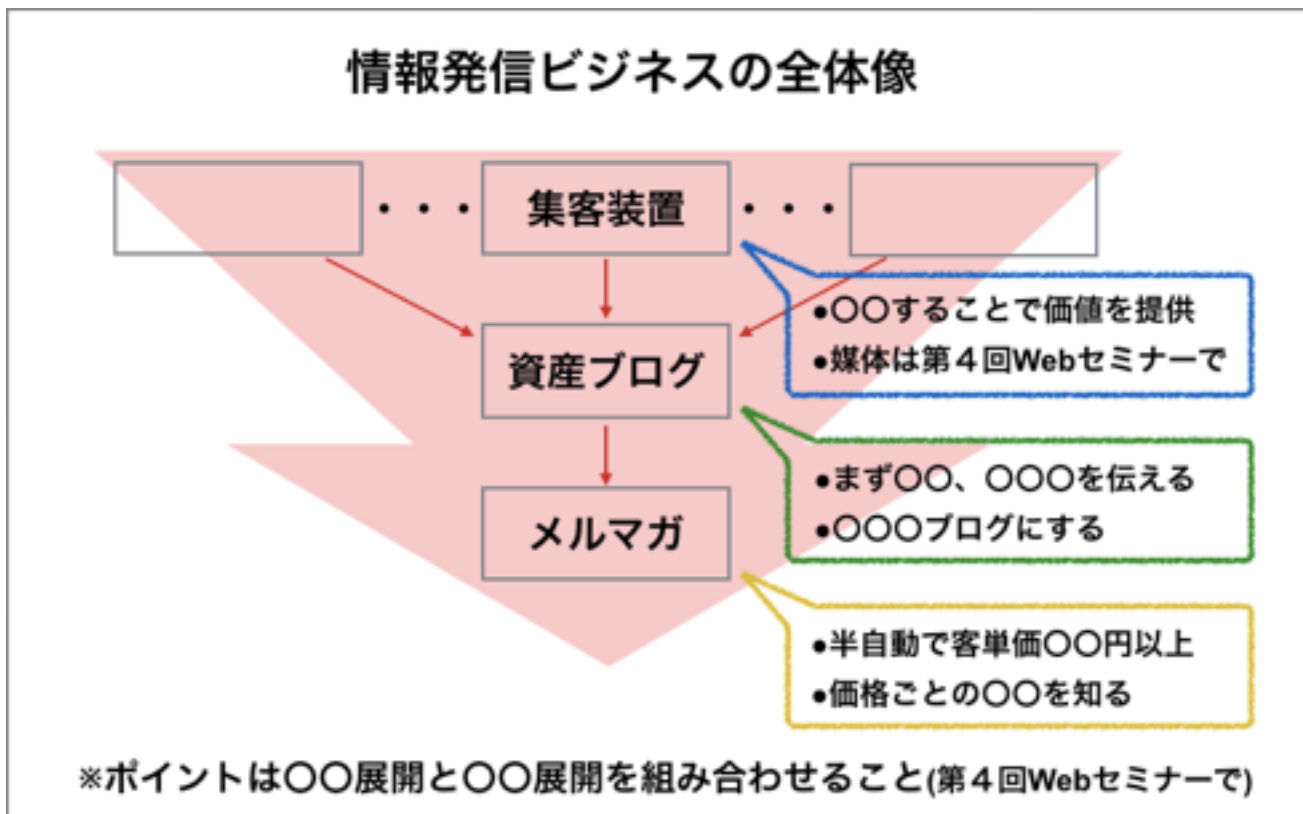 情報発信ビジネスの全体像
・・・ 集客装置 ・・・
●〇〇することで価値を提供
●媒体は第４回Webセミナーで
資産ブログ
●まず〇〇、〇〇〇を伝える
●〇〇〇ブログにする
メルマガ
●半自動で客単価〇〇円以上
●価格ごとの〇〇を知る
※ポイントは〇〇展開と〇〇展開を組み合わせること(第４回Webセミナーで)